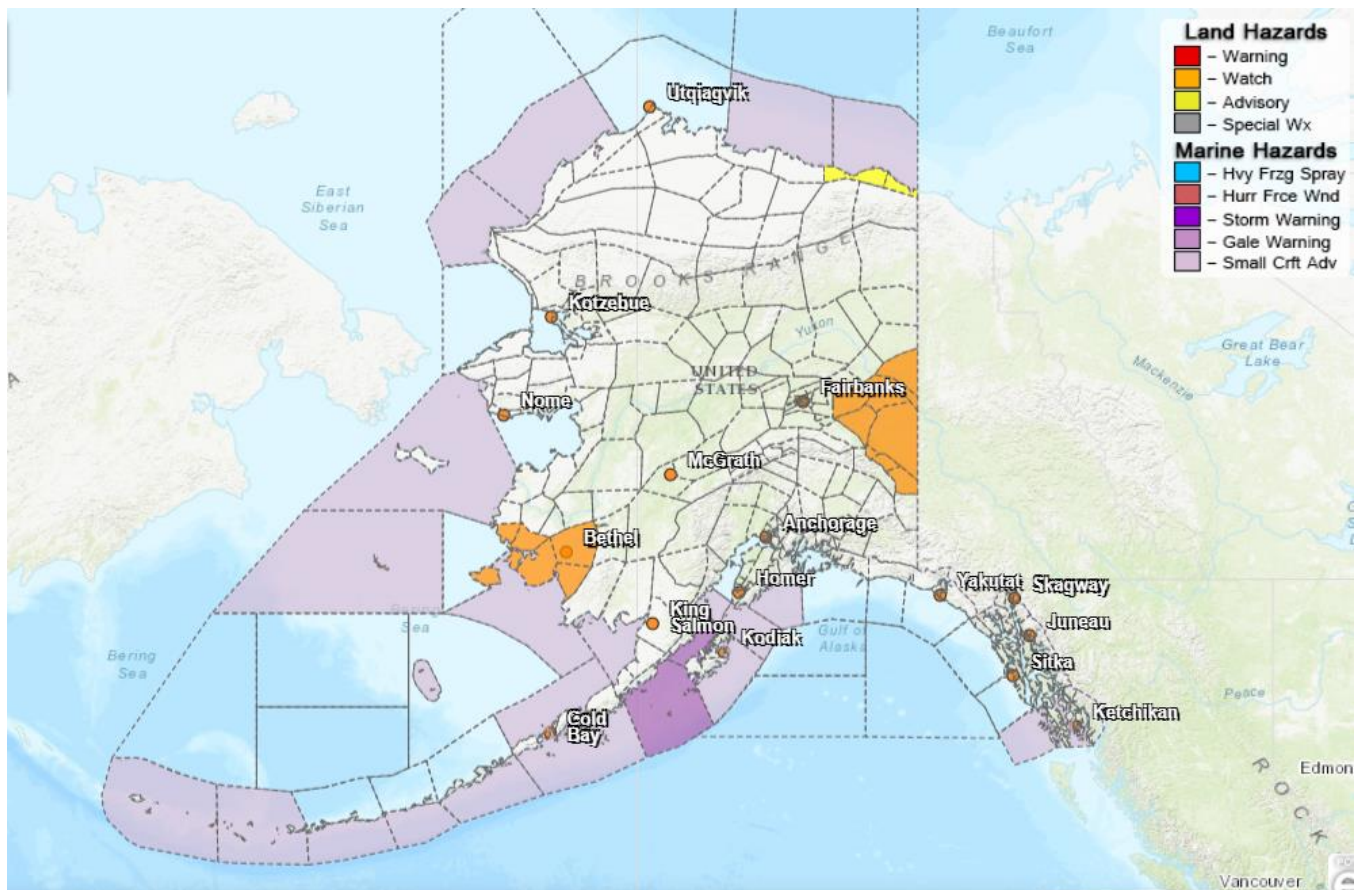 Beaufort
Sea
Land Hazards
– Warning
– Watch
– Advisory
– Special Wx
Marine Hazards
– Hvy Frzg Spray
– Hurr Frce Wnd
– Storm Warning
– Gale Warning
– Small Crft Adv
Utqiagvik
East
Siberian
Sea
BROOKS RANGE
Kotzebue
Yukon
Great Bear
Lake
Mackenzie
UNITED
STATES
Fairbanks
Nome
McGrath
Anchorage
Bethel
Homer
Yakutat
Skagway
King
Salmon
Juneau
Kodiak
Gulf of
Alaska
Sea
Bering
Sea
Sitka
Peace
Ketchikan
Cold
Bay
ROCK
Edmon
Vancouver